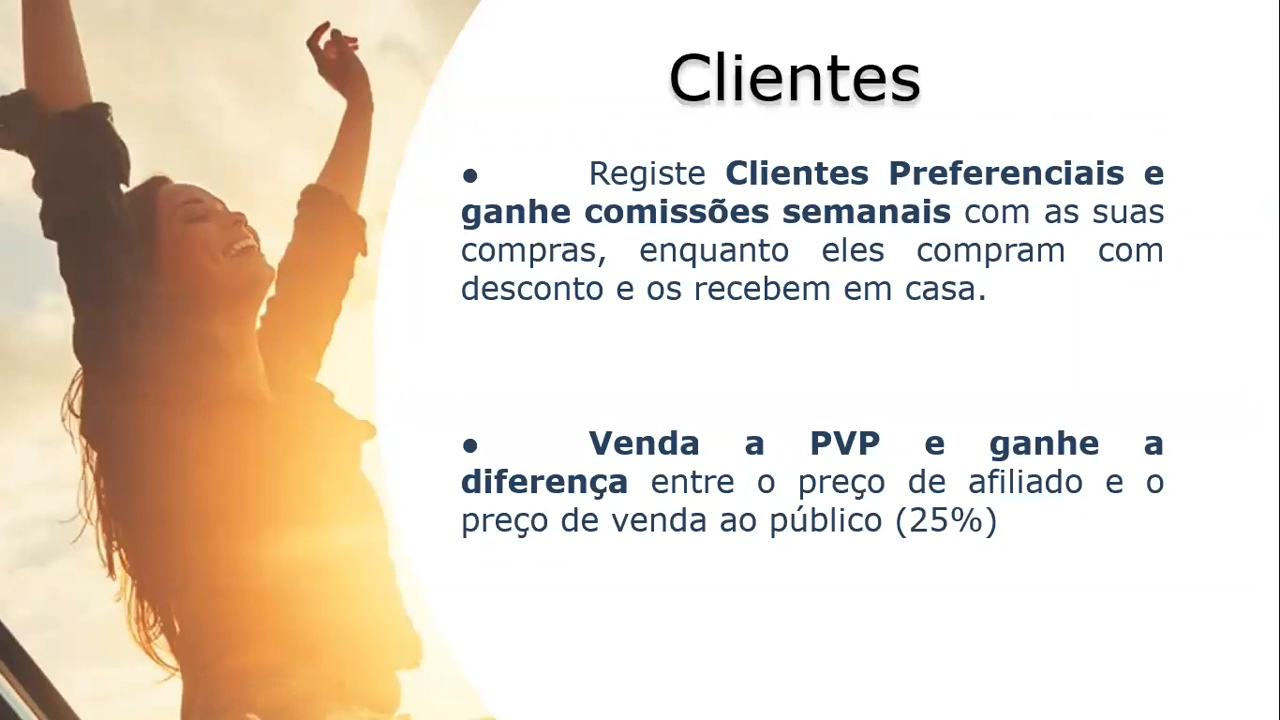 Clientes
● Registe Clientes Preferenciais e
ganhe comissões semanais com as suas
compras, enquanto eles compram com
desconto e os recebem em casa.
● Venda a PVP e ganhe a
diferença entre o preço de afiliado e o
preço de venda ao público (25%)